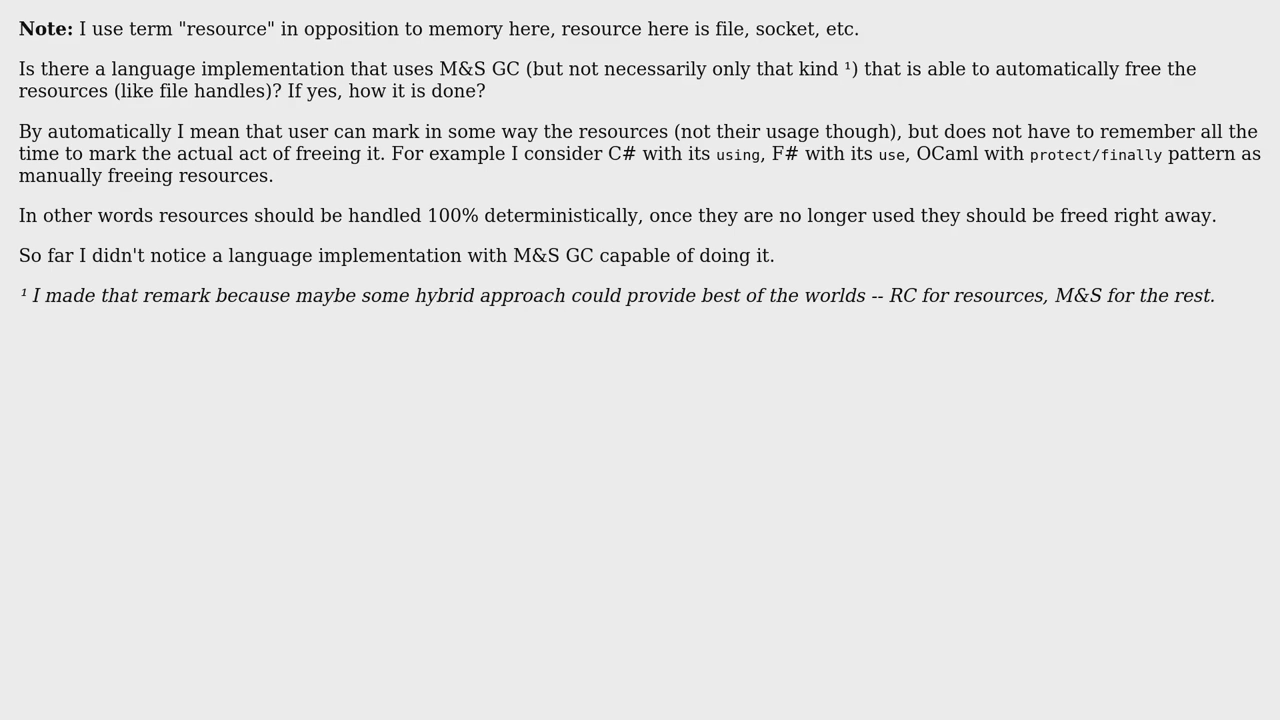 Note: I use term "resource" in opposition to memory here, resource here is file, socket, etc.
Is there a language implementation that uses M&S GC (but not necessarily only that kind ¹) that is able to automatically free the
resources (like file handles)? If yes, how it is done?
By automatically I mean that user can mark in some way the resources (not their usage though), but does not have to remember all the
time to mark the actual act of freeing it. For example I consider C# with its using, F# with its use, OCaml with protect/finally pattern as
manually freeing resources.
In other words resources should be handled 100% deterministically, once they are no longer used they should be freed right away.
So far I didn't notice a language implementation with M&S GC capable of doing it.
¹ I made that remark because maybe some hybrid approach could provide best of the worlds -- RC for resources, M&S for the rest.